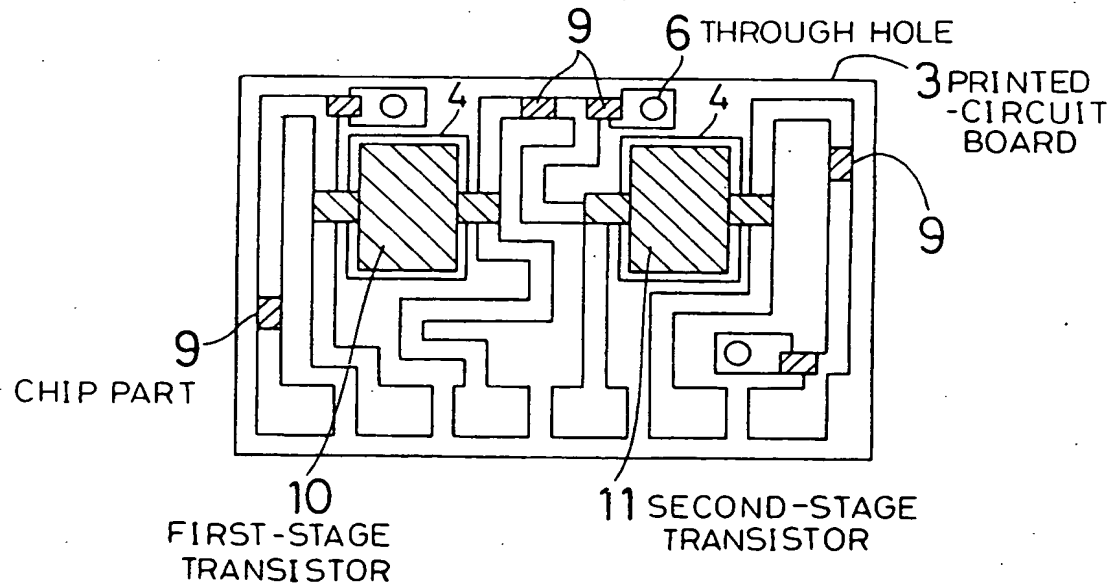 9
6 THROUGH HOLE
3 PRINTED
-CIRCUIT
BOARD
4
4
9
9
CHIP PART
10
FIRST-STAGE
TRANSISTOR
11 SECOND-STAGE
TRANSISTOR